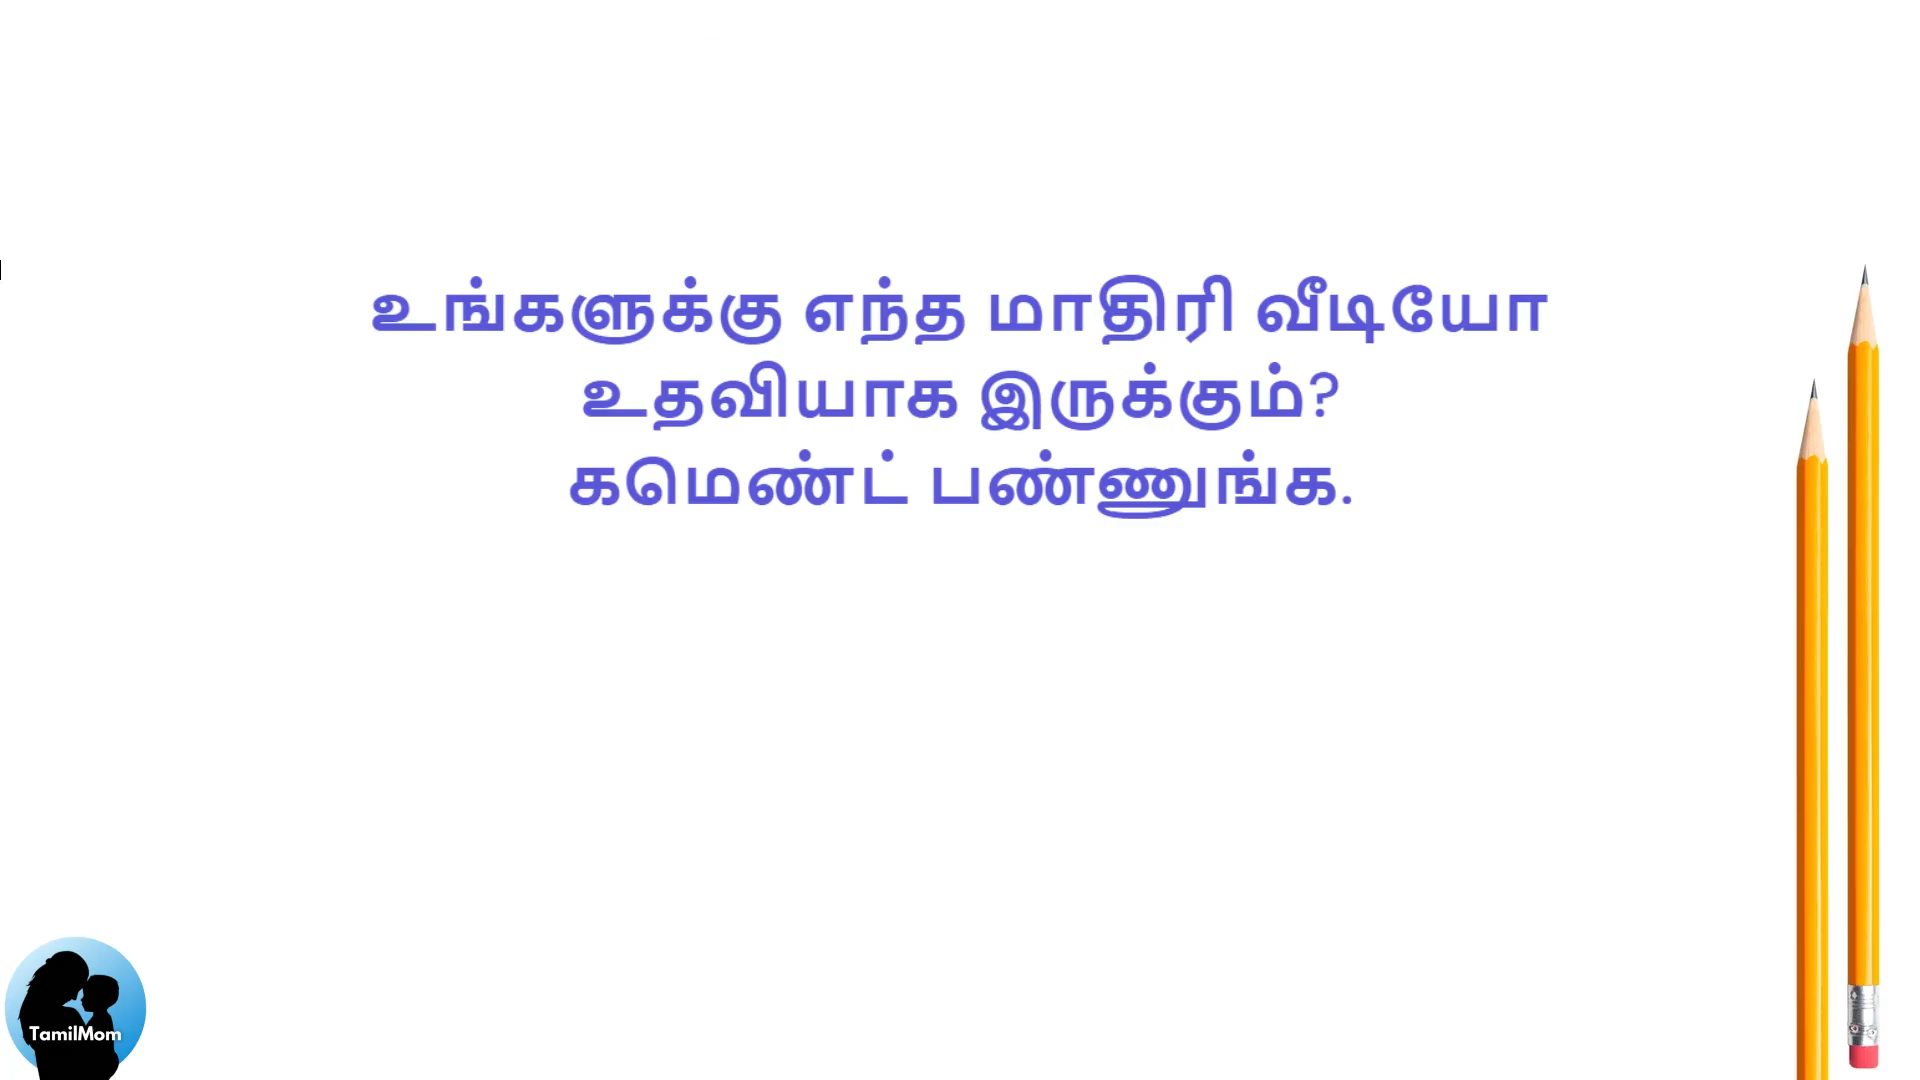 உங்களுக்கு எந்த மாதிரி வீடியோ
உதவியாக இருக்கும்?
கமெண்ட் பண்ணுங்க.
TamilMom